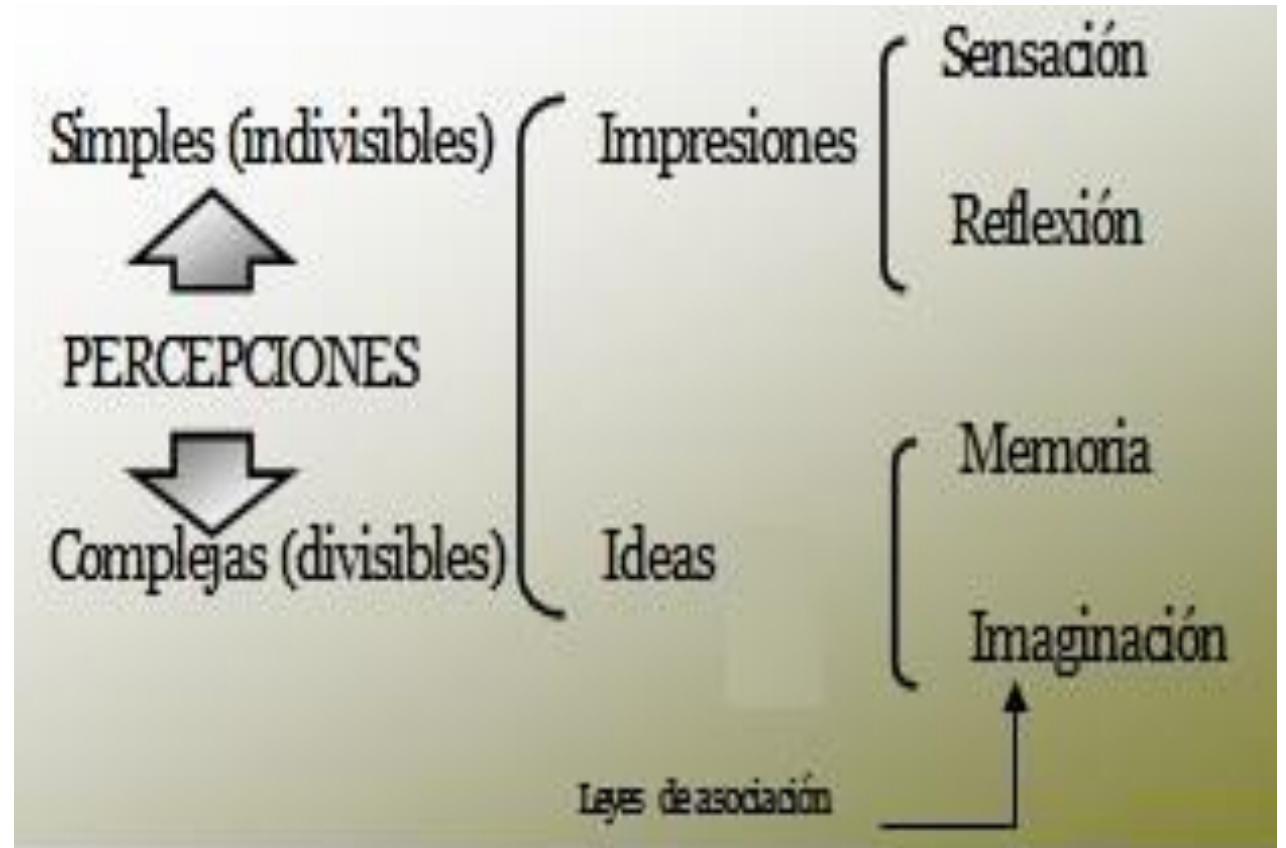 Sensación
Simples (indivisibles)
Impresiones
Reflexión
PERCEPCIONES
Memoria
Complejas (divisibles)
Ideas
Imaginación
Leyes de asociación